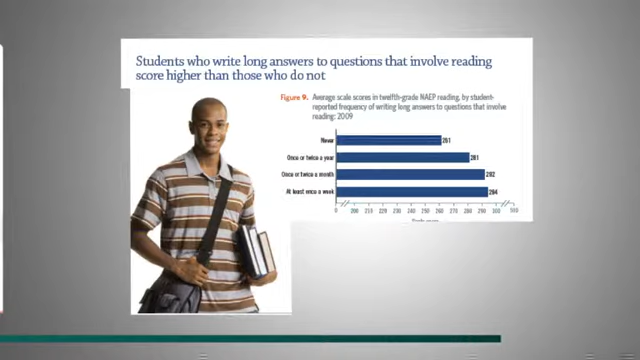 Students who write long answers to questions that involve reading
score higher than those who do not
Figure 9. Average scale scores in twelfth-grade NAEP reading, by student-
reported frequency of writing long answers to questions that involve
reading: 2009
Never 261
Once or twice a year 281
Once or twice a month 292
At least once a week 294
0 200 210 220 230 240 250 260 270 280 290 300 500